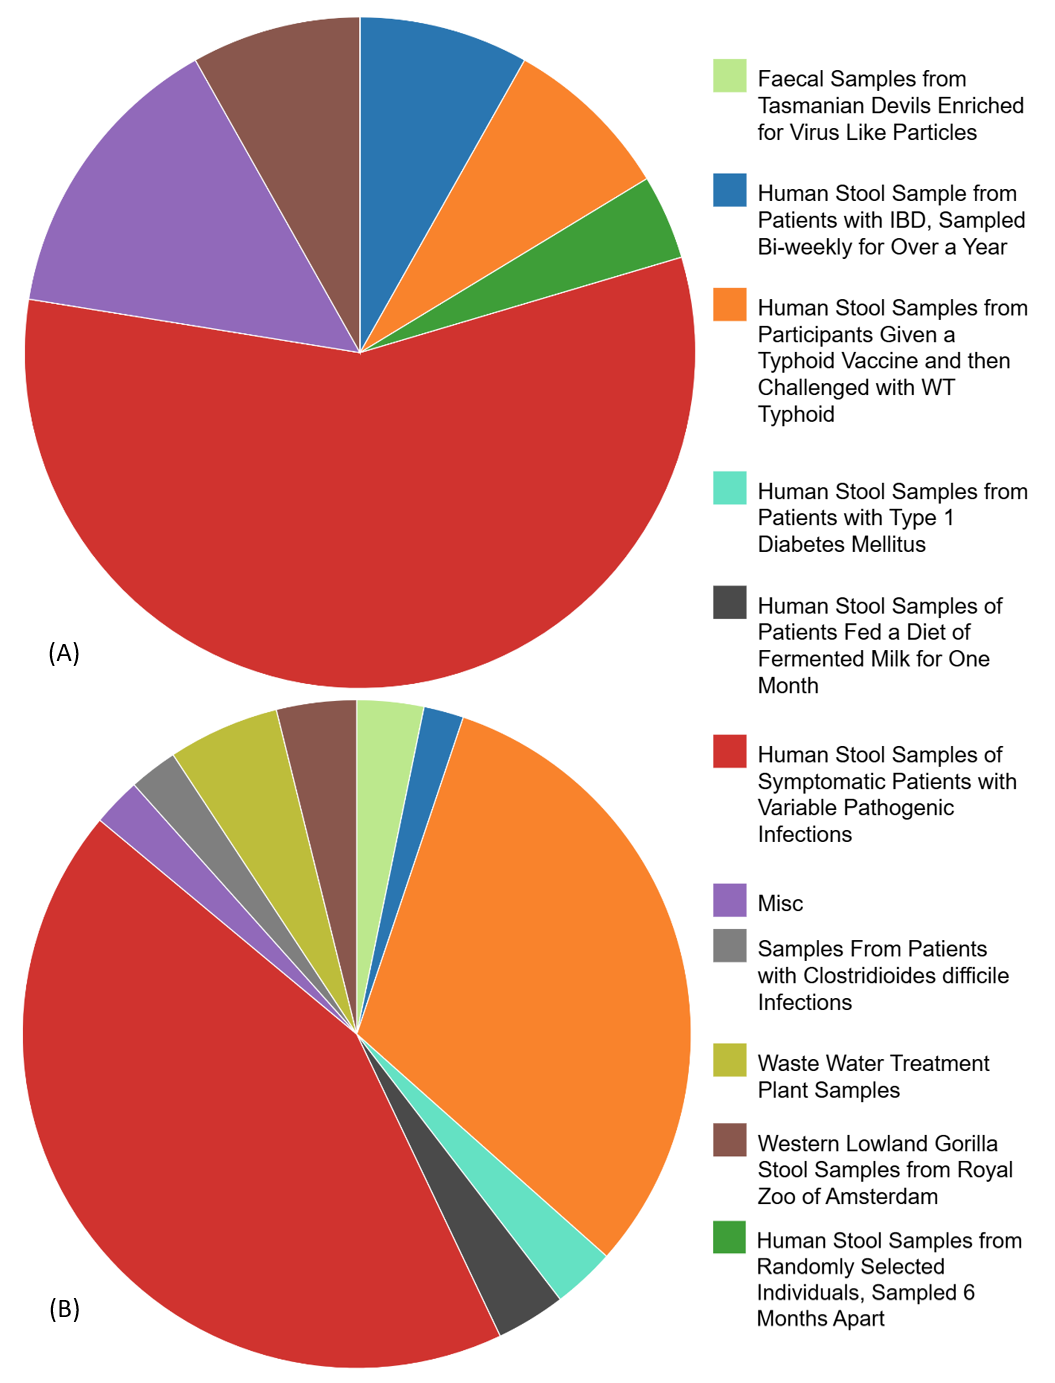 Faecal Samples from
Tasmanian Devils Enriched
for Virus Like Particles
Human Stool Sample from
Patients with IBD, Sampled
Bi-weekly for Over a Year
Human Stool Samples from
Participants Given a
Typhoid Vaccine and then
Challenged with WT
Typhoid
Human Stool Samples from
Patients with Type 1
Diabetes Mellitus
Human Stool Samples of
Patients Fed a Diet of
Fermented Milk for One
Month
(A)
Human Stool Samples of
Symptomatic Patients with
Variable Pathogenic
Infections
Misc
Samples From Patients
with Clostridioides difficile
Infections
Waste Water Treatment
Plant Samples
Western Lowland Gorilla
Stool Samples from Royal
Zoo of Amsterdam
Human Stool Samples from
Randomly Selected
Individuals, Sampled 6
Months Apart
(B)